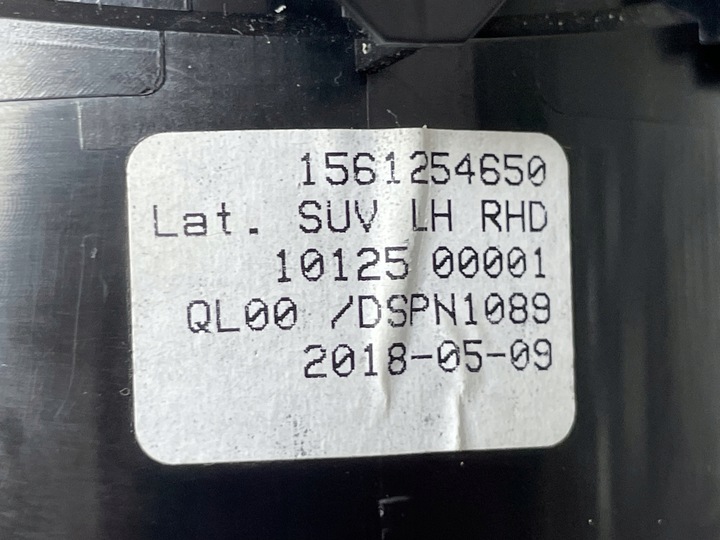 1561254650
Lat. SUV LH RHD
10125 00001
QL00 /DSPN1089
2018-05-09